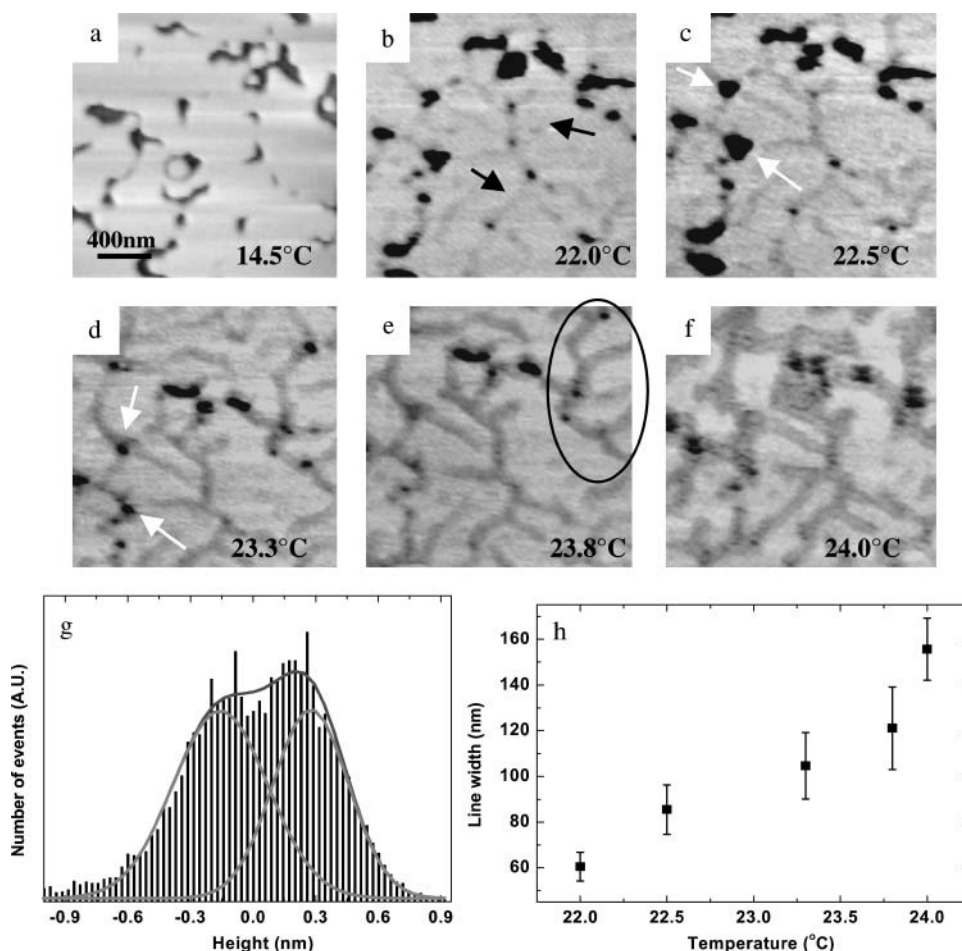 a
b
c
400nm
14.5°C
22.0°C
22.5°C
d
e
f
23.3°C
23.8°C
24.0°C
g
Number of events (A.U.)
-0.9 -0.6 -0.3 0.0 0.3 0.6 0.9
Height (nm)
h
Line width (nm)
160
140
120
100
80
60
22.0 22.5 23.0 23.5 24.0
Temperature (°C)